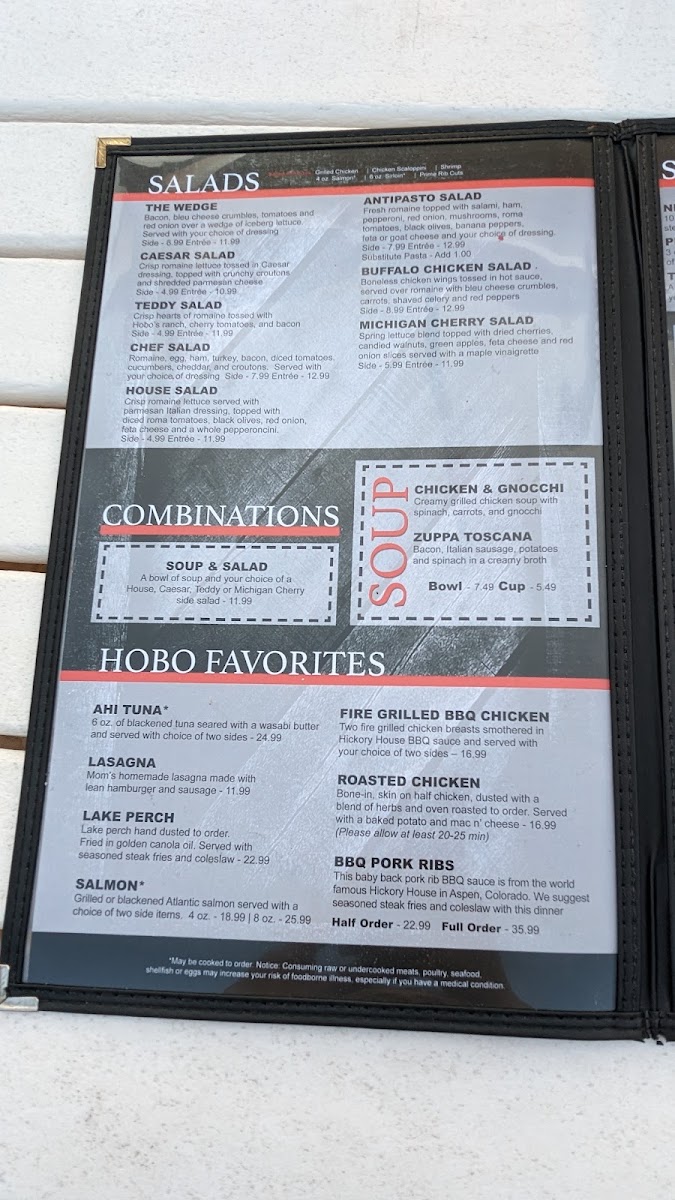 SALADS
Grilled Chicken | Chicken Scaloppini | Shrimp
4 oz. Salmon* | 6 oz. Sirloin* | Prime Rib Cuts
THE WEDGE
Bacon, bleu cheese crumbles, tomatoes and
red onion over a wedge of iceberg lettuce.
Served with your choice of dressing
Side - 8.99 Entrée - 11.99
CAESAR SALAD
Crisp romaine lettuce tossed in Caesar
dressing, topped with crunchy croutons
and shredded parmesan cheese
Side - 4.99 Entrée - 10.99
TEDDY SALAD
Crisp hearts of romaine tossed with
Hobo's ranch, cherry tomatoes, and bacon
Side - 4.99 Entrée - 11.99
CHEF SALAD
Romaine, egg, ham, turkey, bacon, diced tomatoes,
cucumbers, cheddar, and croutons. Served with
your choice of dressing Side - 7.99 Entrée - 12.99
HOUSE SALAD
Crisp romaine lettuce served with
parmesan Italian dressing, topped with
diced roma tomatoes, black olives, red onion,
feta cheese and a whole pepperoncini.
Side - 4.99 Entrée - 11.99
ANTIPASTO SALAD
Fresh romaine topped with salami, ham,
pepperoni, red onion, mushrooms, roma
tomatoes, black olives, banana peppers,
feta or goat cheese and your choice of dressing.
Side - 7.99 Entrée - 12.99
Substitute Pasta - Add 1.00
BUFFALO CHICKEN SALAD
Boneless chicken wings tossed in hot sauce,
served over romaine with bleu cheese crumbles,
carrots, shaved celery and red peppers
Side - 8.99 Entrée - 12.99
MICHIGAN CHERRY SALAD
Spring lettuce blend topped with dried cherries,
candied walnuts, green apples, feta cheese and red
onion slices served with a maple vinaigrette
Side - 5.99 Entrée - 11.99
COMBINATIONS
SOUP & SALAD
A bowl of soup and your choice of a
House, Caesar, Teddy or Michigan Cherry
side salad - 11.99
SOUP
CHICKEN & GNOCCHI
Creamy grilled chicken soup with
spinach, carrots, and gnocchi
ZUPPA TOSCANA
Bacon, Italian sausage, potatoes
and spinach in a creamy broth
Bowl - 7.49 Cup - 5.49
HOBO FAVORITES
AHI TUNA*
6 oz. of blackened tuna seared with a wasabi butter
and served with choice of two sides - 24.99
LASAGNA
Mom's homemade lasagna made with
lean hamburger and sausage - 11.99
LAKE PERCH
Lake perch hand dusted to order.
Fried in golden canola oil. Served with
seasoned steak fries and coleslaw - 22.99
SALMON*
Grilled or blackened Atlantic salmon served with a
choice of two side items. 4 oz. - 18.99 | 8 oz. - 25.99
FIRE GRILLED BBQ CHICKEN
Two fire grilled chicken breasts smothered in
Hickory House BBQ sauce and served with
your choice of two sides – 16.99
ROASTED CHICKEN
Bone-in, skin on half chicken, dusted with a
blend of herbs and oven roasted to order. Served
with a baked potato and mac n' cheese - 16.99
(Please allow at least 20-25 min)
BBQ PORK RIBS
This baby back pork rib BBQ sauce is from the world
famous Hickory House in Aspen, Colorado. We suggest
seasoned steak fries and coleslaw with this dinner
Half Order - 22.99 Full Order - 35.99
*May be cooked to order. Notice: Consuming raw or undercooked meats, poultry, seafood,
shellfish or eggs may increase your risk of foodborne illness, especially if you have a medical condition.